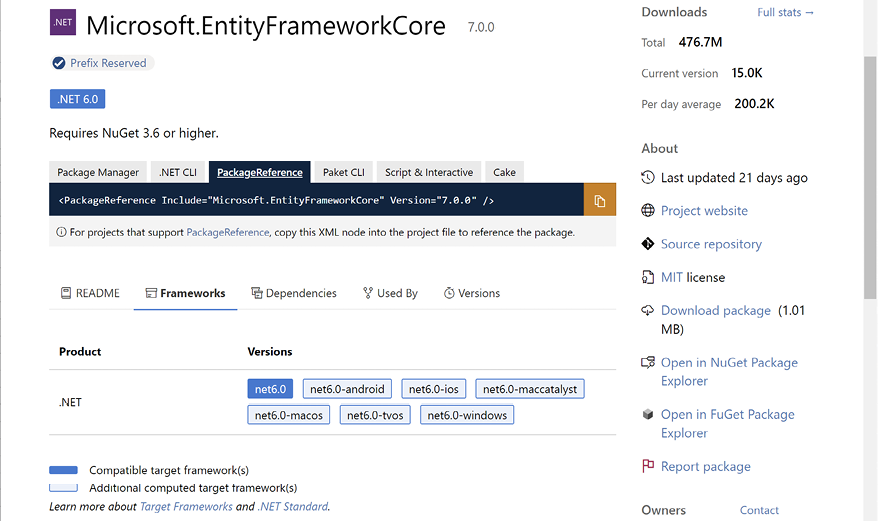 .NET
Microsoft.EntityFrameworkCore 7.0.0
Prefix Reserved
.NET 6.0
Requires NuGet 3.6 or higher.
Package Manager .NET CLI PackageReference Paket CLI Script & Interactive Cake
<PackageReference Include="Microsoft.EntityFrameworkCore" Version="7.0.0" />
For projects that support PackageReference, copy this XML node into the project file to reference the package.
README Frameworks Dependencies Used By Versions
Product Versions
.NET
net6.0 net6.0-android net6.0-ios net6.0-maccatalyst
net6.0-macos net6.0-tvos net6.0-windows
Compatible target framework(s)
Additional computed target framework(s)
Learn more about Target Frameworks and .NET Standard.
Downloads Full stats →
Total 476.7M
Current version 15.0K
Per day average 200.2K
About
Last updated 21 days ago
Project website
Source repository
MIT license
Download package (1.01
MB)
Open in NuGet Package
Explorer
Open in FuGet Package
Explorer
Report package
Owners Contact